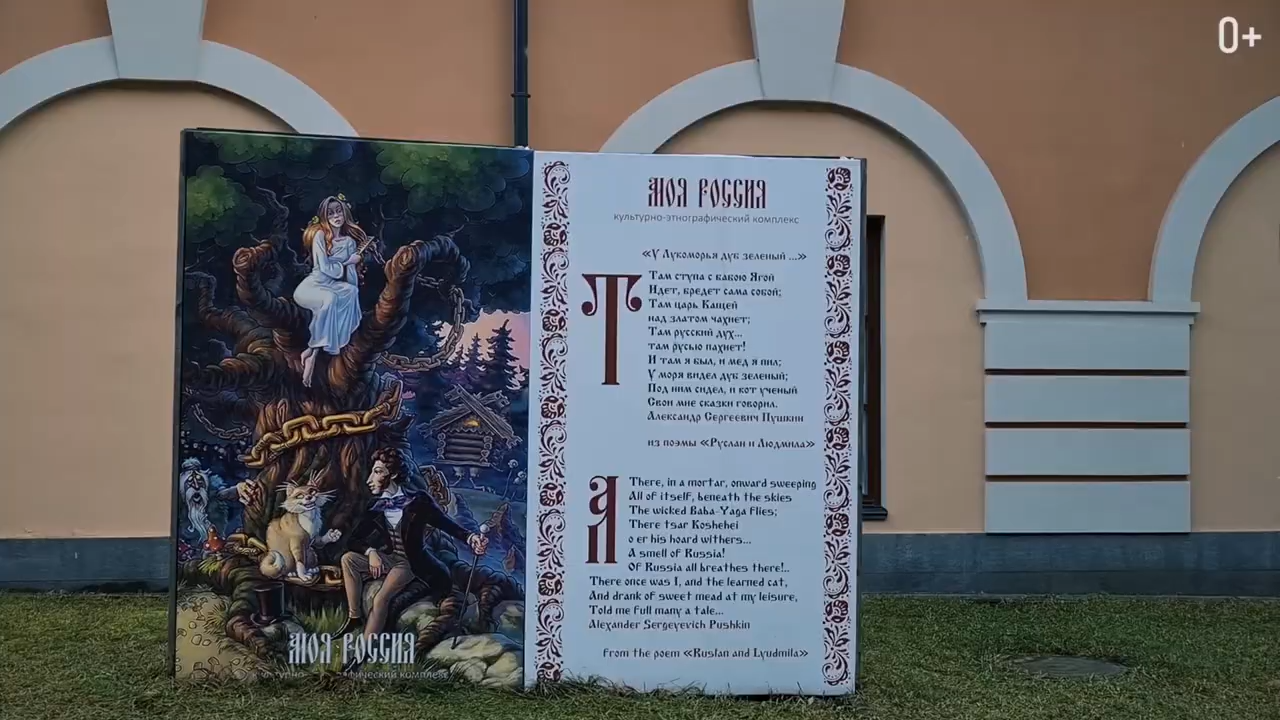 0+
МОЯ РОССИЯ
культурно-этнографический комплекс
«У Лукоморья дуб зеленый ...»
Там ступа с бабою Ягой
Идет, бредет сама собой;
Там царь Кащей
над златом чахнет;
Там русский дух...
там русью пахнет!
И там я был, и мед я пил;
У моря видел дуб зеленый;
Под ним сидел, и кот ученый
Свои мне сказки говорил.
Александр Сергеевич Пушкин
из поэмы «Руслан и Людмила»
There, in a mortar, onward sweeping
All of itself, beneath the skies
The wicked Baba-Yaga flies;
There tsar Koshehei
o er his hoard withers...
A smell of Russia!
Of Russia all breathes there!..
There once was I, and the learned cat,
And drank of sweet mead at my leisure,
Told me full many a tale...
Alexander Sergeyevich Pushkin
from the poem «Ruslan and Lyudmila»
МОЯ РОССИЯ
комплекс